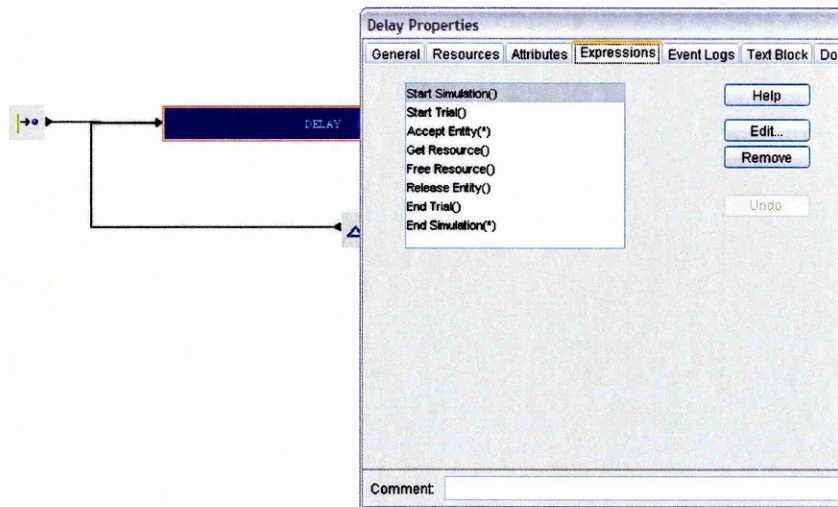 Delay Properties
General Resources Attributes Expressions Event Logs Text Block Do
Start Simulation()
Start Trial()
Accept Entity(*)
Get Resource()
Free Resource()
Release Entity()
End Trial()
End Simulation(*)
Help
Edit...
Remove
Undo
DELAY
Comment: